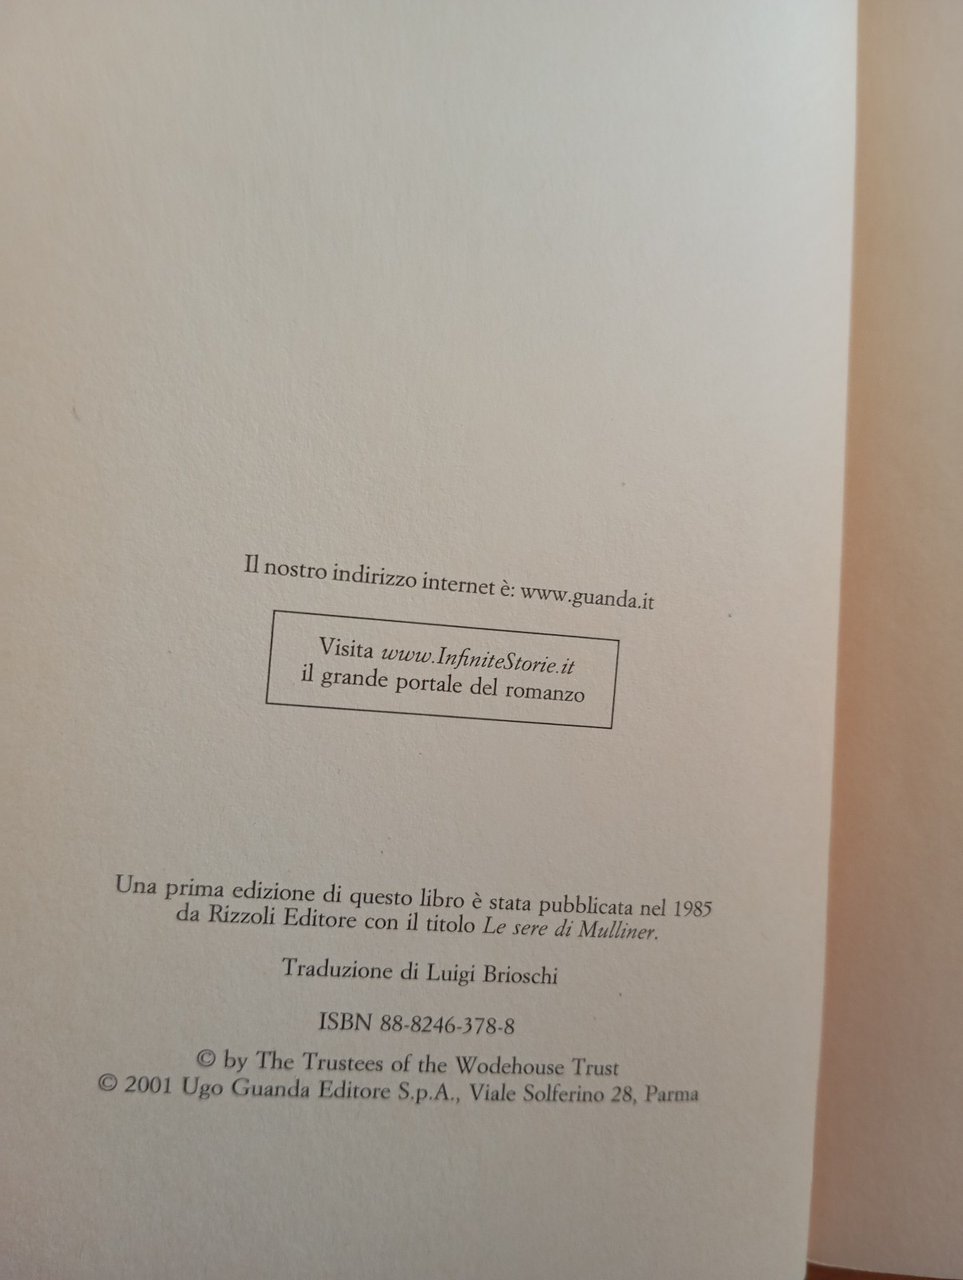 Il nostro indirizzo internet è: www.guanda.it
Visita www.InfiniteStorie.it
il grande portale del romanzo
Una prima edizione di questo libro è stata pubblicata nel 1985
da Rizzoli Editore con il titolo Le sere di Mulliner.
Traduzione di Luigi Brioschi
ISBN 88-8246-378-8
© by The Trustees of the Wodehouse Trust
© 2001 Ugo Guanda Editore S.p.A., Viale Solferino 28, Parma